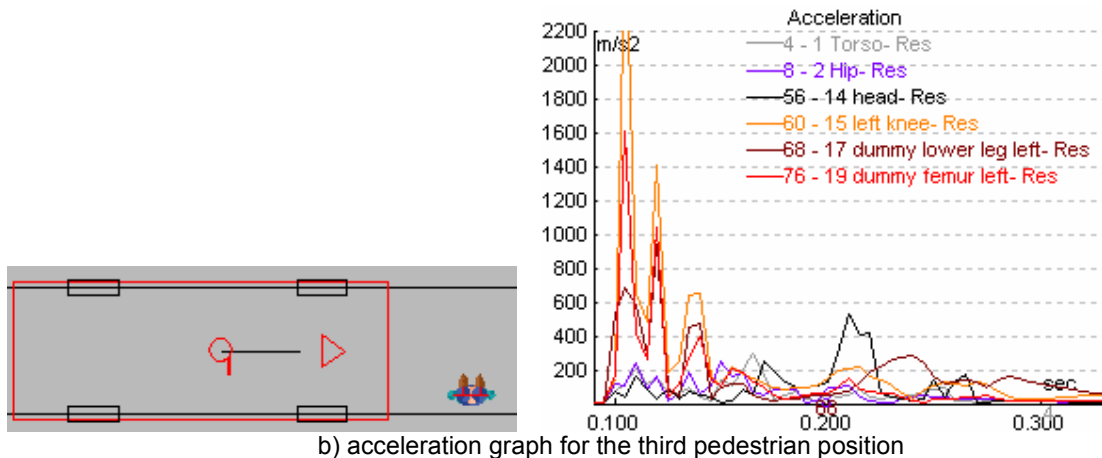 Acceleration
2200
m/s2
4 - 1 Torso- Res
2000
8 - 2 Hip- Res
1800
56 - 14 head- Res
1600
60 - 15 left knee- Res
1400
68 - 17 dummy lower leg left- Res
1200
76 - 19 dummy femur left- Res
1000
800
600
400
200
sec
1
68
4
0.100
0.200
0.300
b) acceleration graph for the third pedestrian position